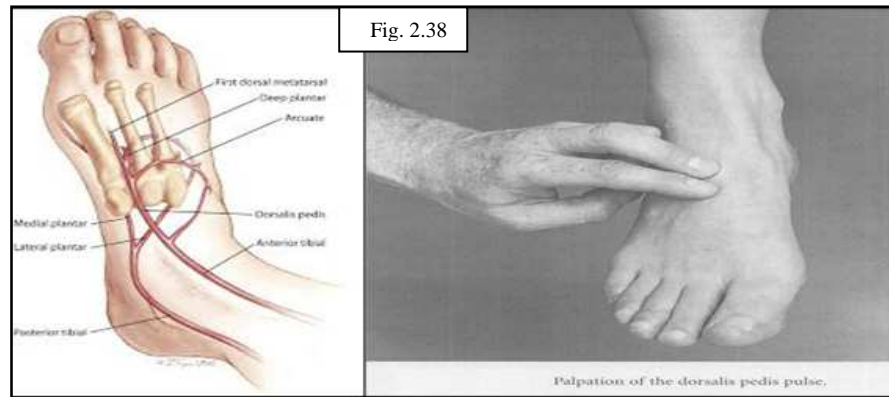 Fig. 2.38
First dorsal metatarsal
Deep plantar
Arcuate
Dorsalis pedis
Medial plantar
Lateral plantar
Anterior tibial
Posterior tibial
Palpation of the dorsalis pedis pulse.